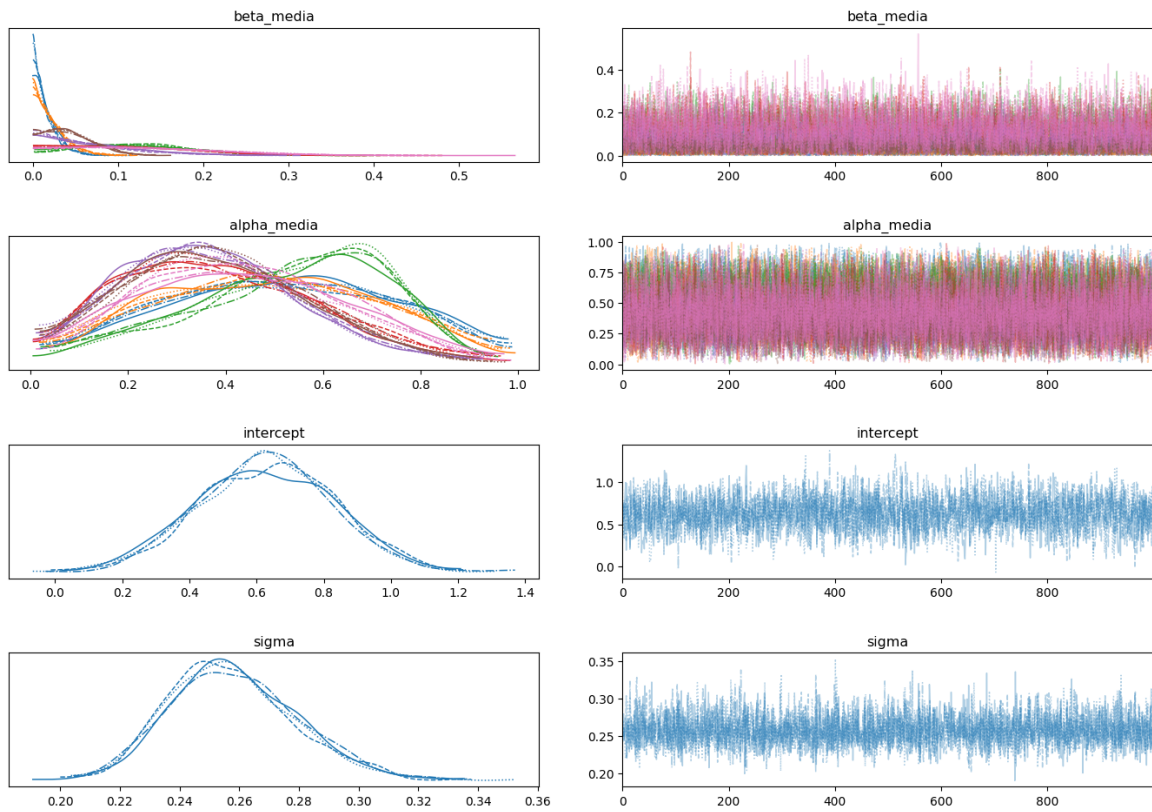 beta_media
beta_media
0.4
0.2
0.0
0.0 0.1 0.2 0.3 0.4 0.5
0 200 400 600 800
alpha_media
alpha_media
1.00
0.75
0.50
0.25
0.00
0.0 0.2 0.4 0.6 0.8 1.0
0 200 400 600 800
intercept
intercept
1.0
0.5
0.0
0.0 0.2 0.4 0.6 0.8 1.0 1.2 1.4
0 200 400 600 800
sigma
sigma
0.35
0.30
0.25
0.20
0.20 0.22 0.24 0.26 0.28 0.30 0.32 0.34 0.36
0 200 400 600 800